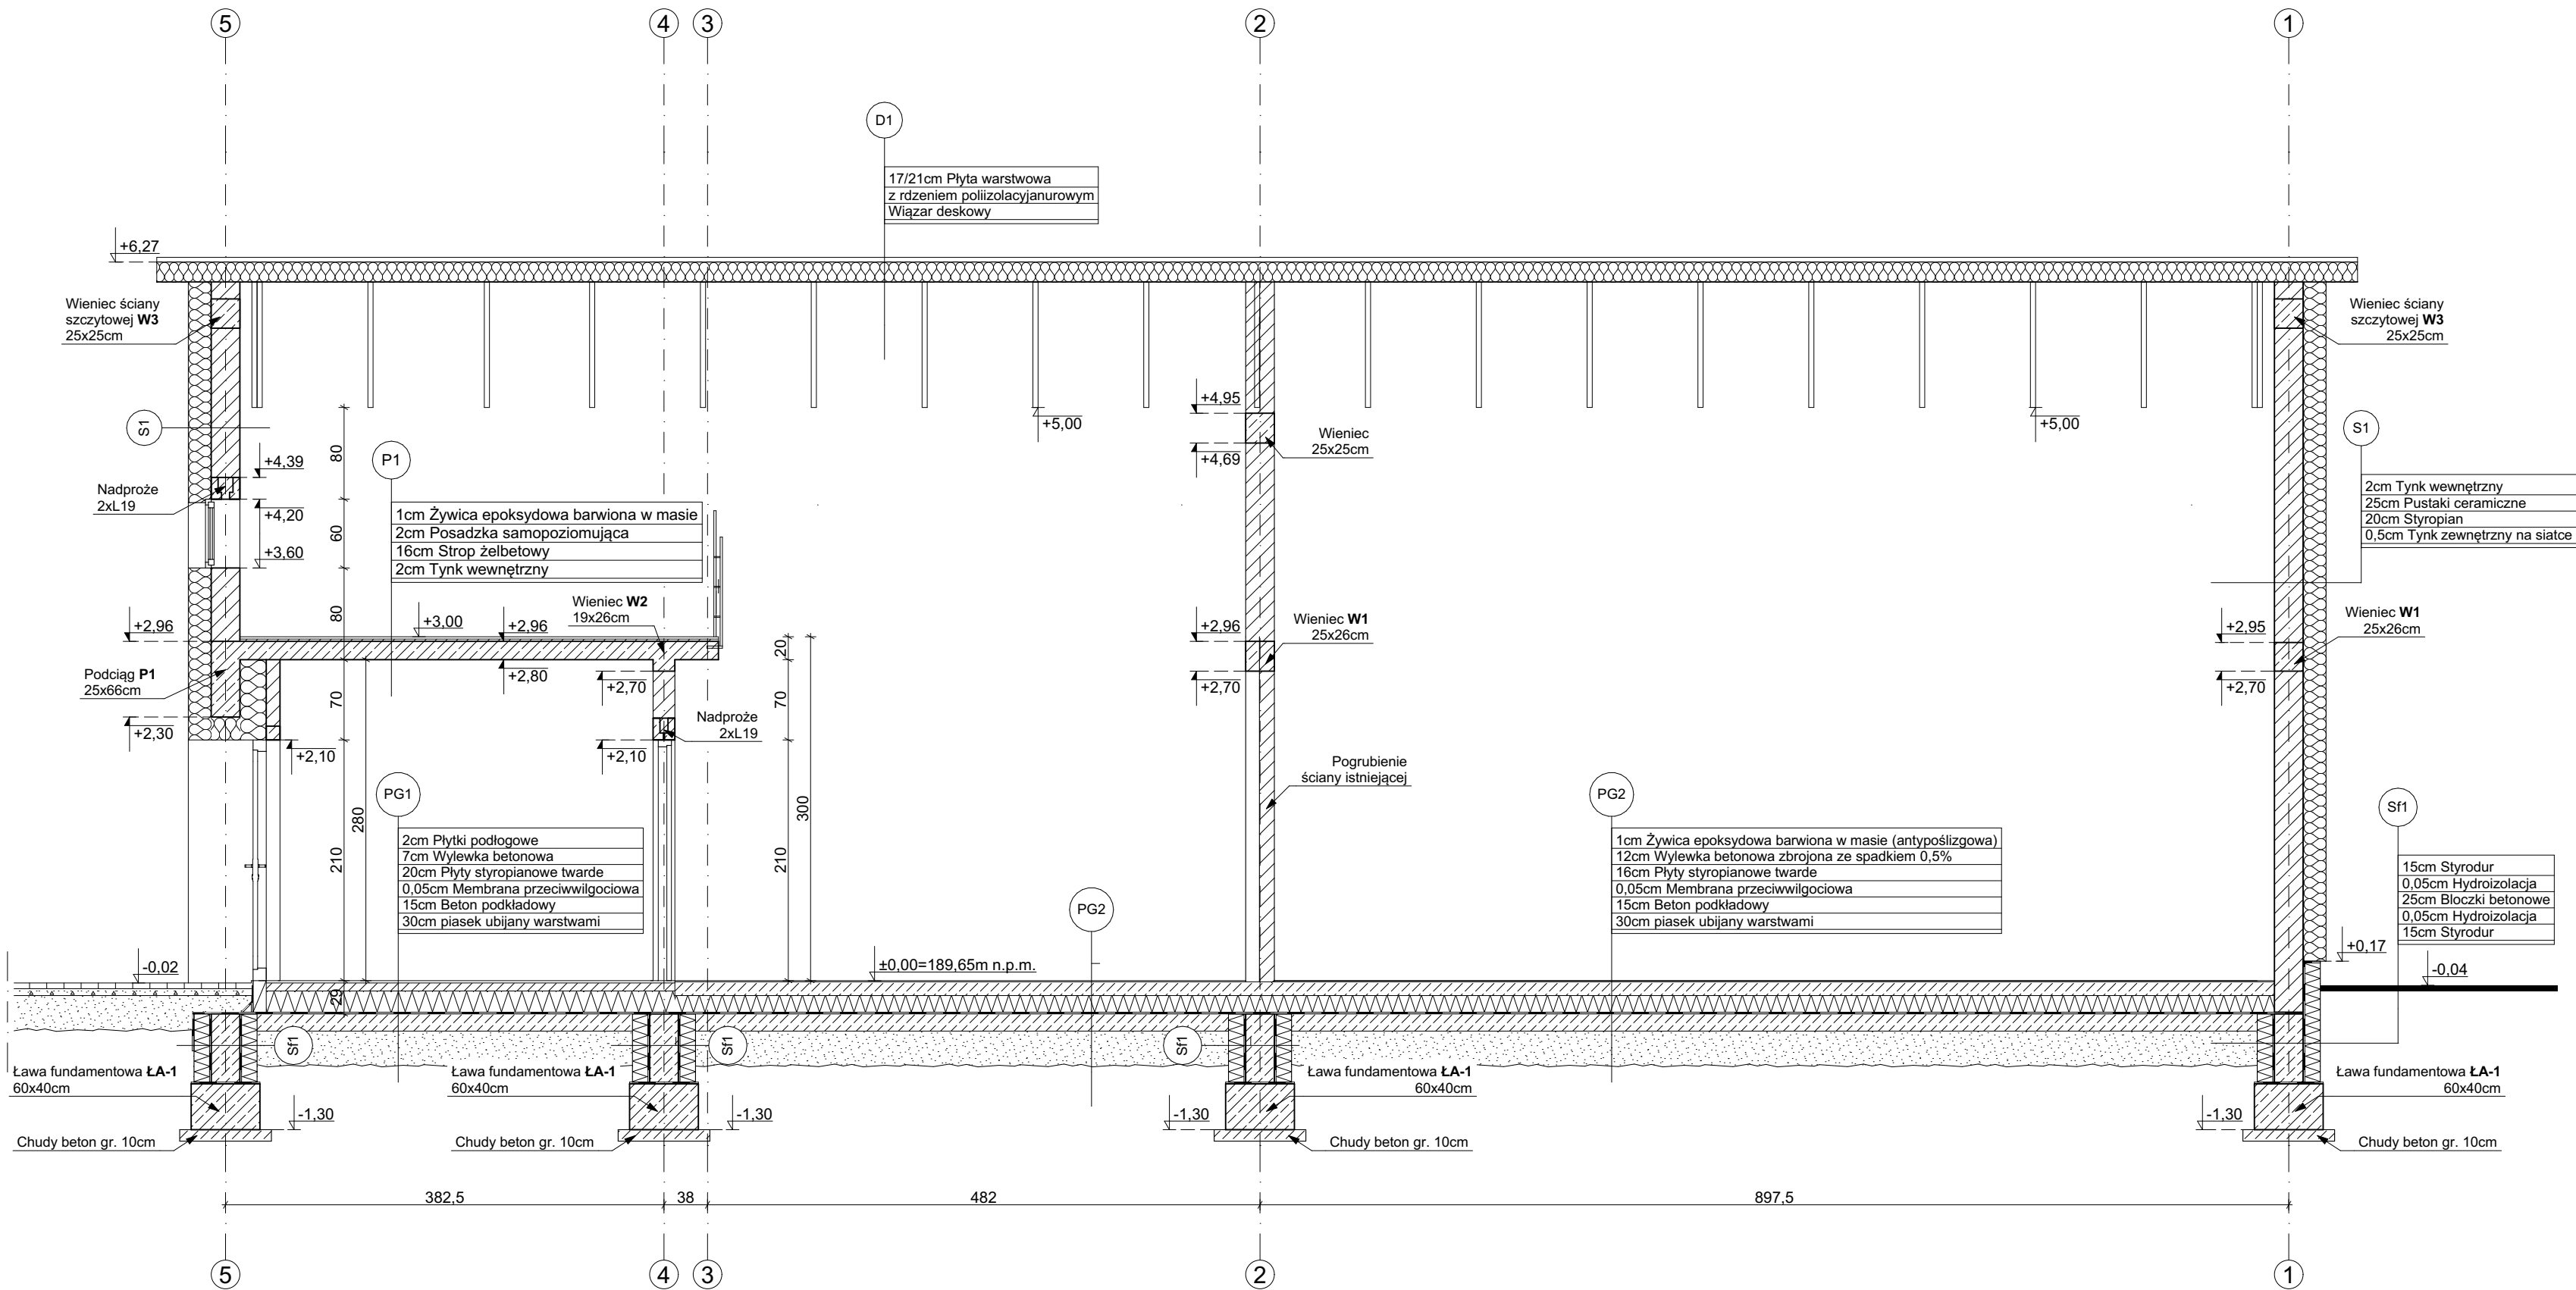 5
4
3
2
1
D1
17/21cm Płyta warstwowa
z rdzeniem poliizolacyjanurowym
Wiązar deskowy
+6,27
Wieniec ściany
szczytowej W3
25x25cm
Wieniec ściany
szczytowej W3
25x25cm
S1
+4,39
Nadproże
2xL19
+4,20
+3,60
80
60
80
P1
1cm Żywica epoksydowa barwiona w masie
2cm Posadzka samopoziomująca
16cm Strop żelbetowy
2cm Tynk wewnętrzny
+5,00
+4,95
+4,69
Wieniec
25x25cm
+5,00
S1
2cm Tynk wewnętrzny
25cm Pustaki ceramiczne
20cm Styropian
0,5cm Tynk zewnętrzny na siatce
Wieniec W2
19x26cm
+2,96
+3,00
+2,96
+2,80
+2,70
20
+2,96
+2,70
Wieniec W1
25x26cm
+2,95
+2,70
Wieniec W1
25x26cm
Podciąg P1
25x66cm
+2,30
70
70
Nadproże
2xL19
+2,10
+2,10
Pogrubienie
ściany istniejącej
PG1
2cm Płytki podłogowe
7cm Wylewka betonowa
20cm Płyty styropianowe twarde
0,05cm Membrana przeciwwilgociowa
15cm Beton podkładowy
30cm piasek ubijany warstwami
280
210
300
210
PG2
PG2
1cm Żywica epoksydowa barwiona w masie (antypoślizgowa)
12cm Wylewka betonowa zbrojona ze spadkiem 0,5%
16cm Płyty styropianowe twarde
0,05cm Membrana przeciwwilgociowa
15cm Beton podkładowy
30cm piasek ubijany warstwami
Sf1
15cm Styrodur
0,05cm Hydroizolacja
25cm Bloczki betonowe
0,05cm Hydroizolacja
15cm Styrodur
-0,02
±0,00=189,65m n.p.m.
+0,17
-0,04
29
Sf1
Sf1
Sf1
Ława fundamentowa ŁA-1
60x40cm
Ława fundamentowa ŁA-1
60x40cm
Ława fundamentowa ŁA-1
60x40cm
Ława fundamentowa ŁA-1
60x40cm
-1,30
-1,30
-1,30
-1,30
Chudy beton gr. 10cm
Chudy beton gr. 10cm
Chudy beton gr. 10cm
Chudy beton gr. 10cm
382,5
38
482
897,5
5
4
3
2
1